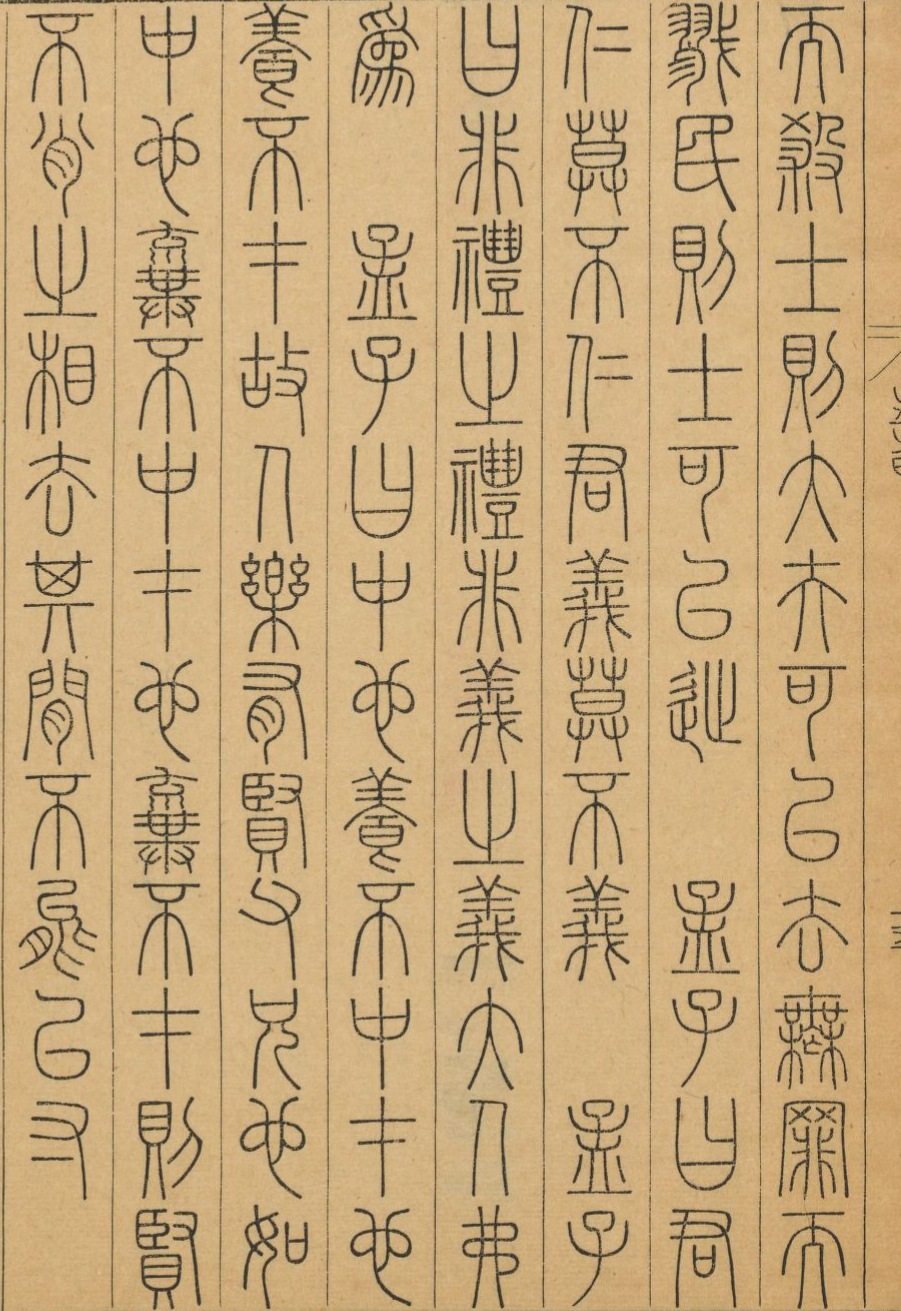 而殺士則大夫可以去無罪而
戮民則士可以徙　孟子曰君
仁莫不仁君義莫不義　孟子
曰非禮之禮非義之義大人弗
爲　孟子曰中也養不中才也
養不才故人樂有賢父兄也如
中也棄不中才也棄不才則賢
不肖之相去其閒不能以寸